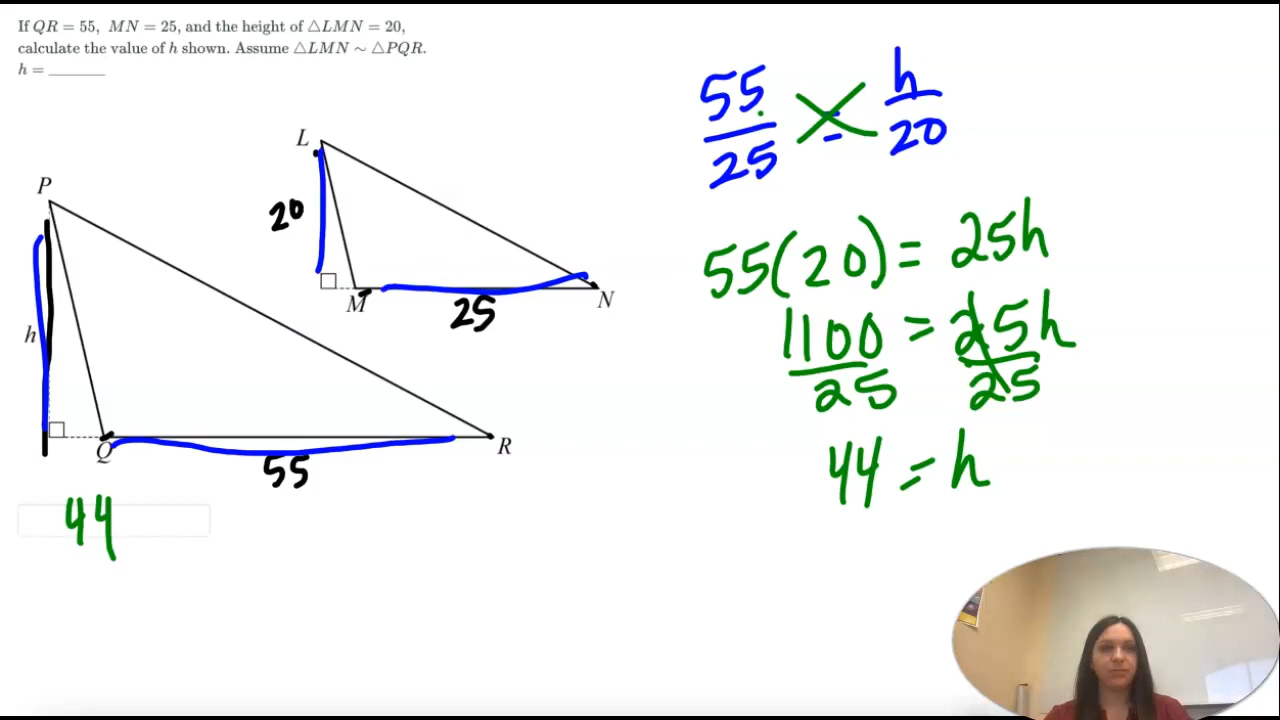 If QR = 55, MN = 25, and the height of △LMN = 20,
calculate the value of h shown. Assume △LMN ∼ △PQR.
h = ______
L
20
M
25
N
P
h
Q
55
R
44
55/25 = h/20
55(20) = 25h
1100/25 = 25h/25
44 = h